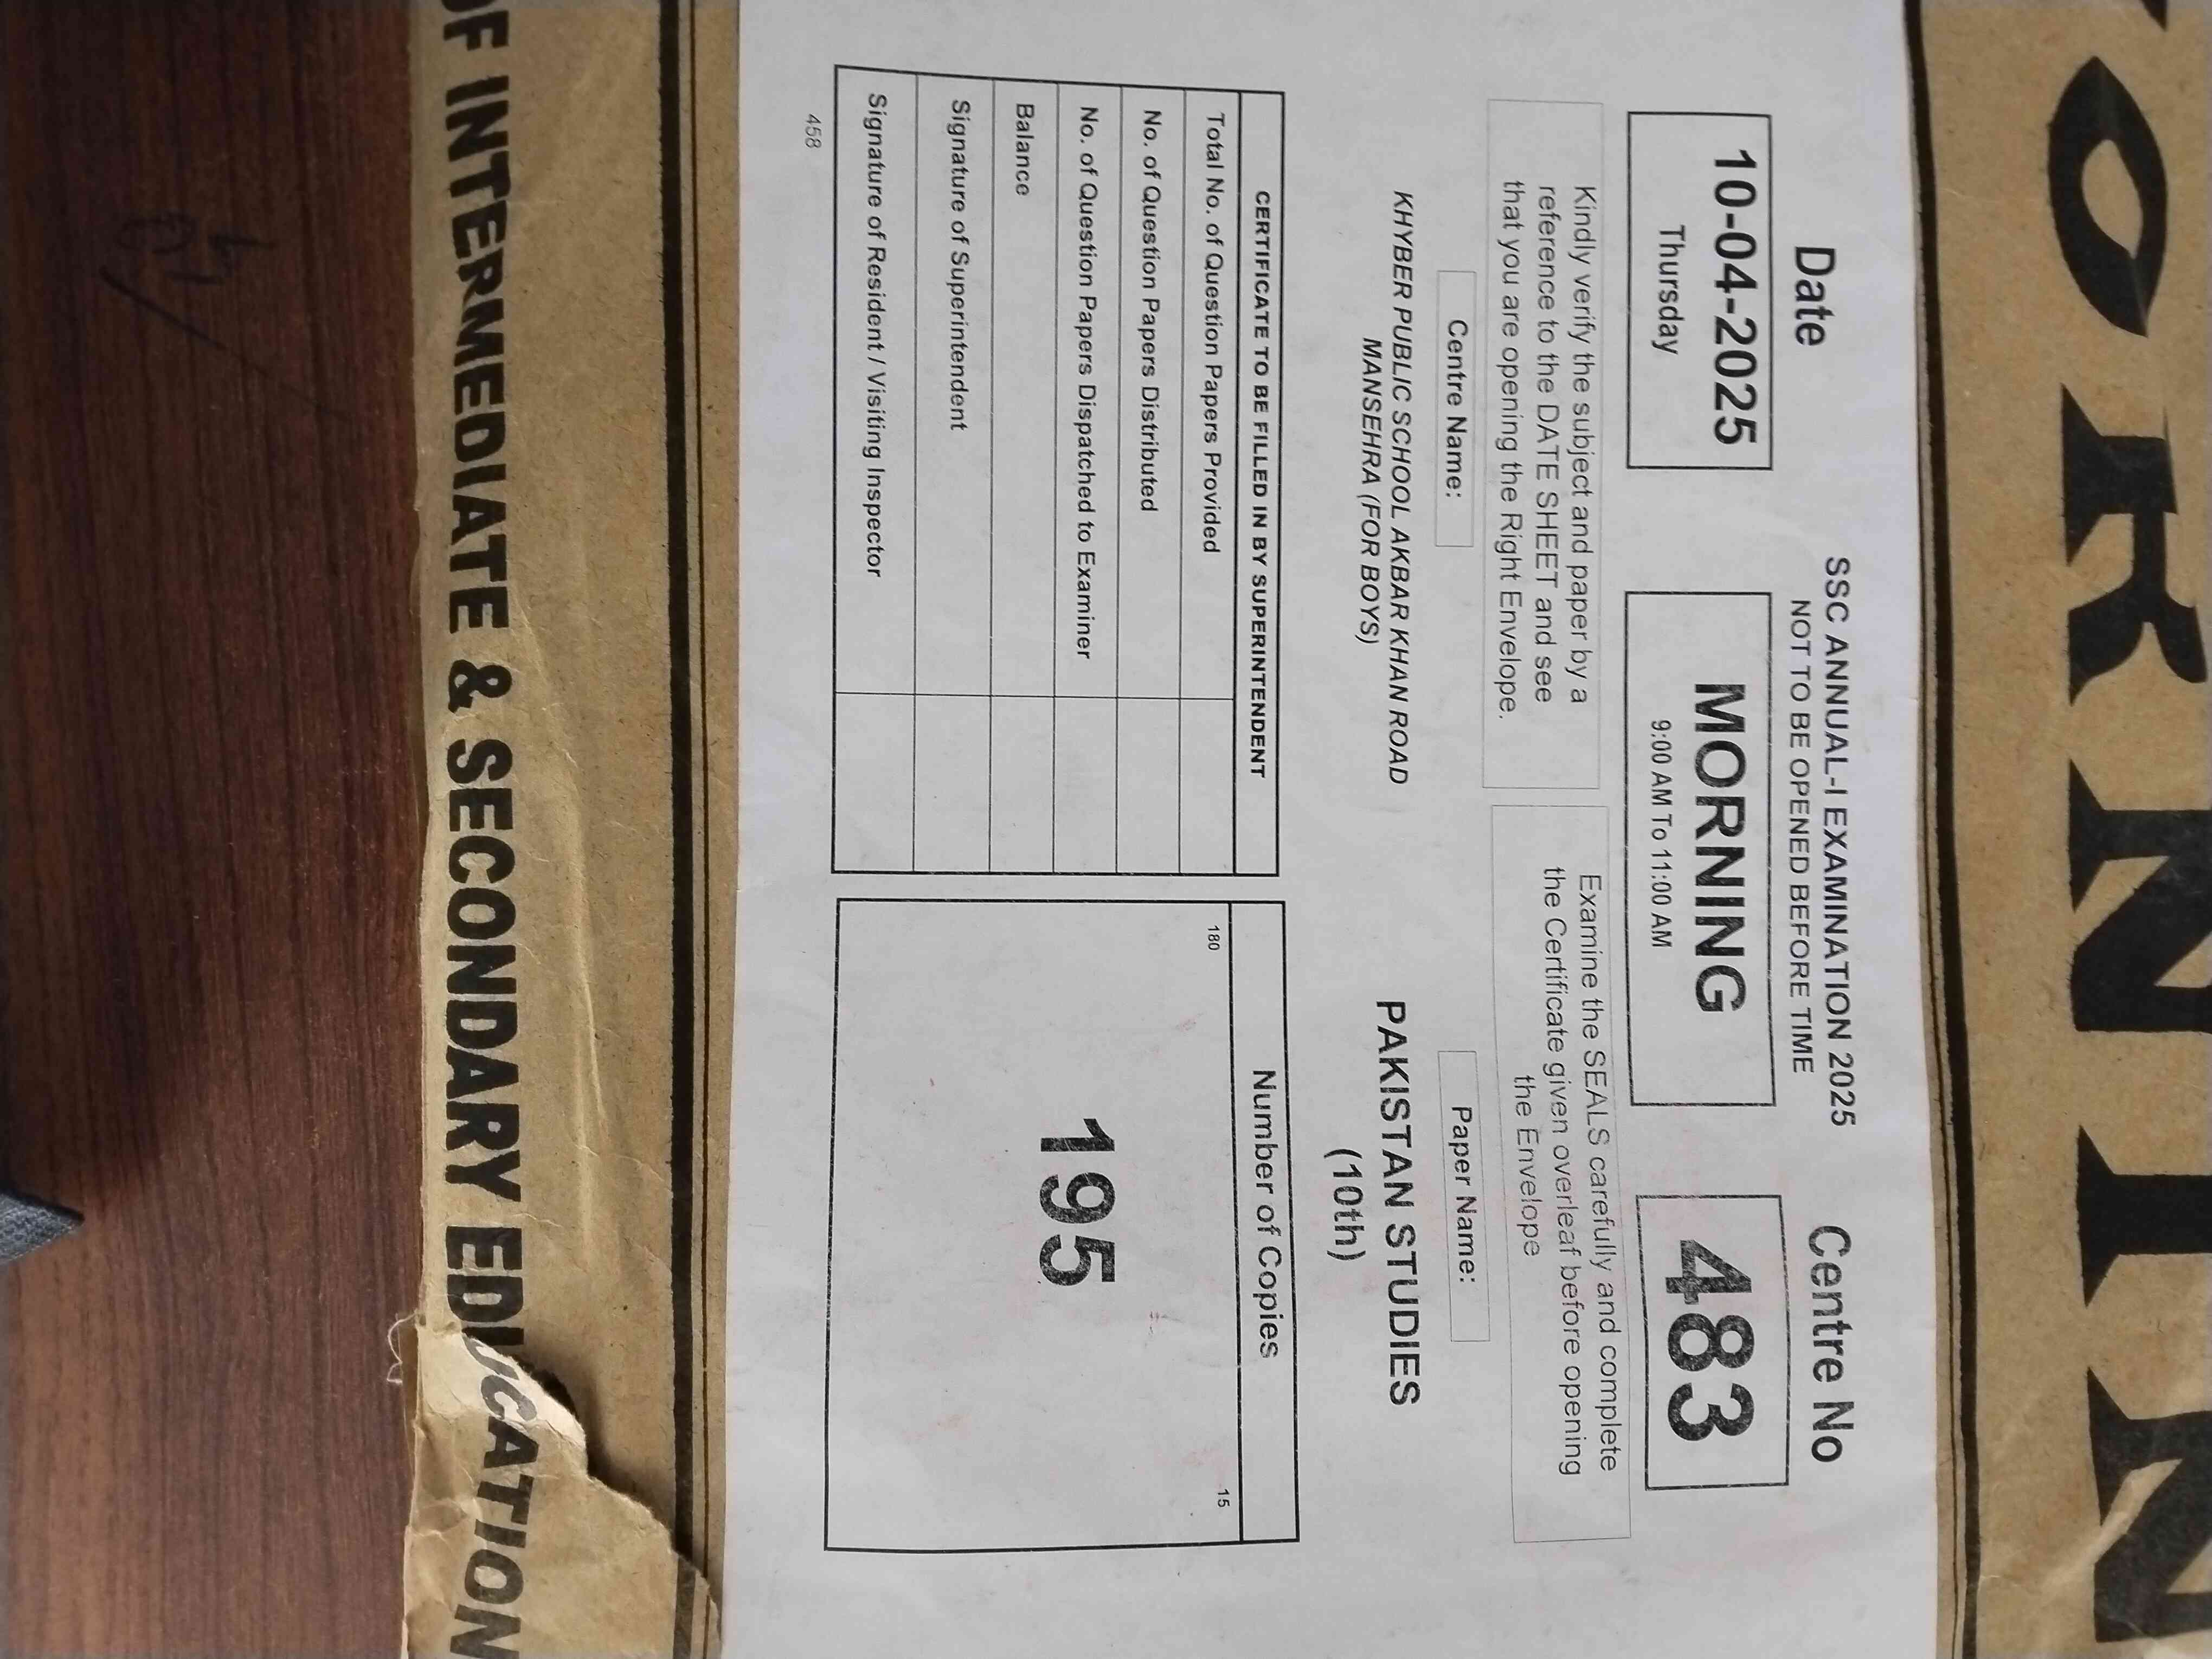 SSC ANNUAL-I EXAMINATION 2025
NOT TO BE OPENED BEFORE TIME
Date
10-04-2025
Thursday
MORNING
9:00 AM To 11:00 AM
Centre No
483
Kindly verify the subject and paper by a
reference to the DATE SHEET and see
that you are opening the Right Envelope.
Examine the SEALS carefully and complete
the Certificate given overleaf before opening
the Envelope
Centre Name:
KHYBER PUBLIC SCHOOL AKBAR KHAN ROAD
MANSEHRA (FOR BOYS)
Paper Name:
PAKISTAN STUDIES
(10th)
CERTIFICATE TO BE FILLED IN BY SUPERINTENDENT
Total No. of Question Papers Provided
No. of Question Papers Distributed
No. of Question Papers Dispatched to Examiner
Balance
Signature of Superintendent
Signature of Resident / Visiting Inspector
Number of Copies
180
15
195
458
OF INTERMEDIATE & SECONDARY EDUCATION